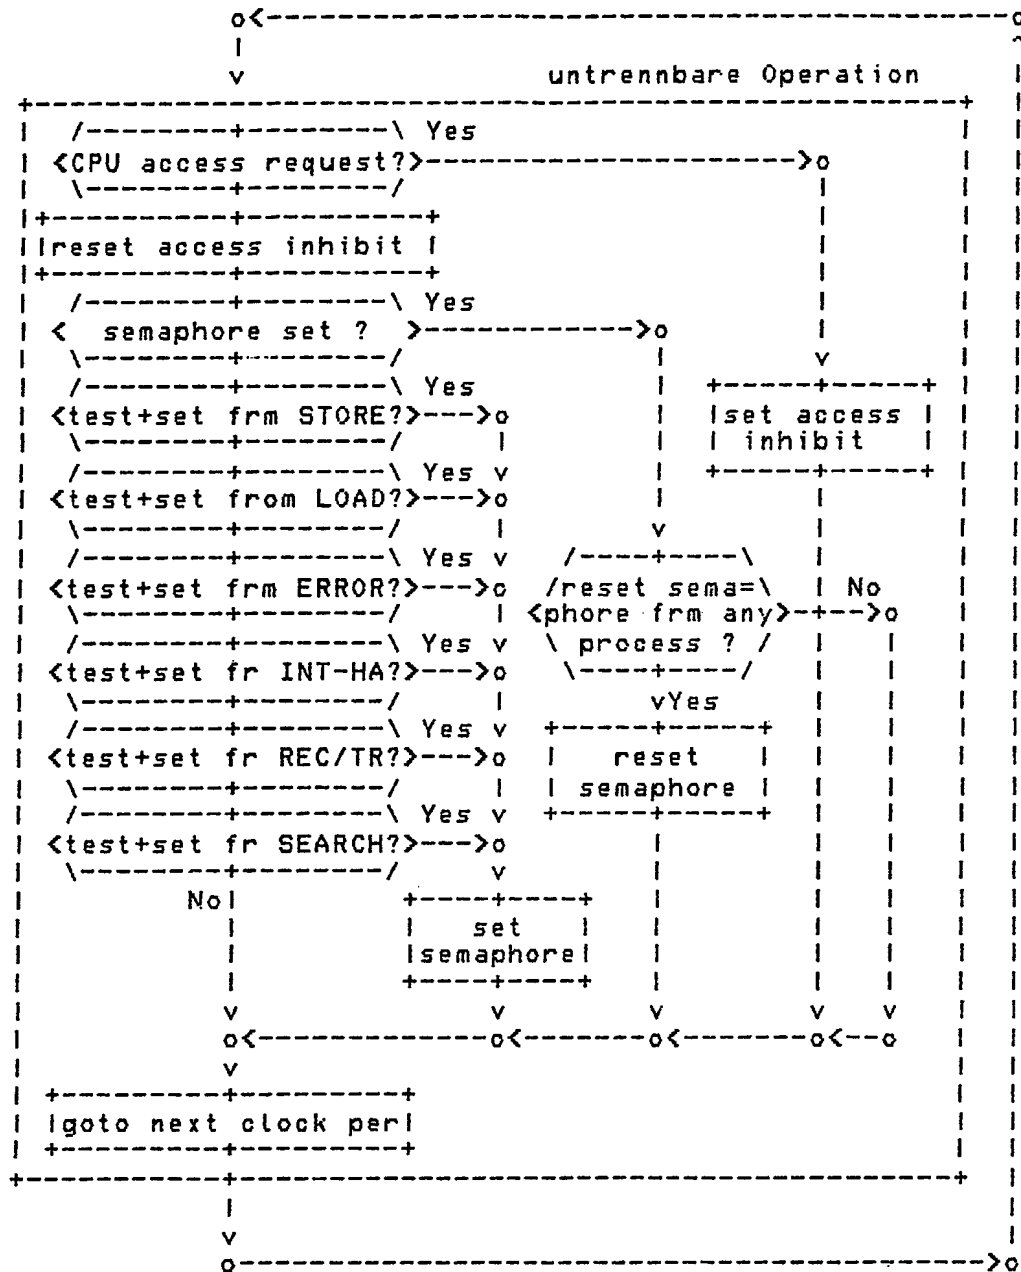 untrennbare Operation
Yes
CPU access request?
reset access inhibit
Yes
semaphore set ?
Yes
test+set frm STORE?
set access
inhibit
Yes
test+set from LOAD?
Yes
test+set frm ERROR?
reset sema=
No
phore frm any
Yes
process ?
test+set fr INT-HA?
Yes
Yes
test+set fr REC/TR?
reset
semaphore
Yes
test+set fr SEARCH?
No
set
semaphore
goto next clock per